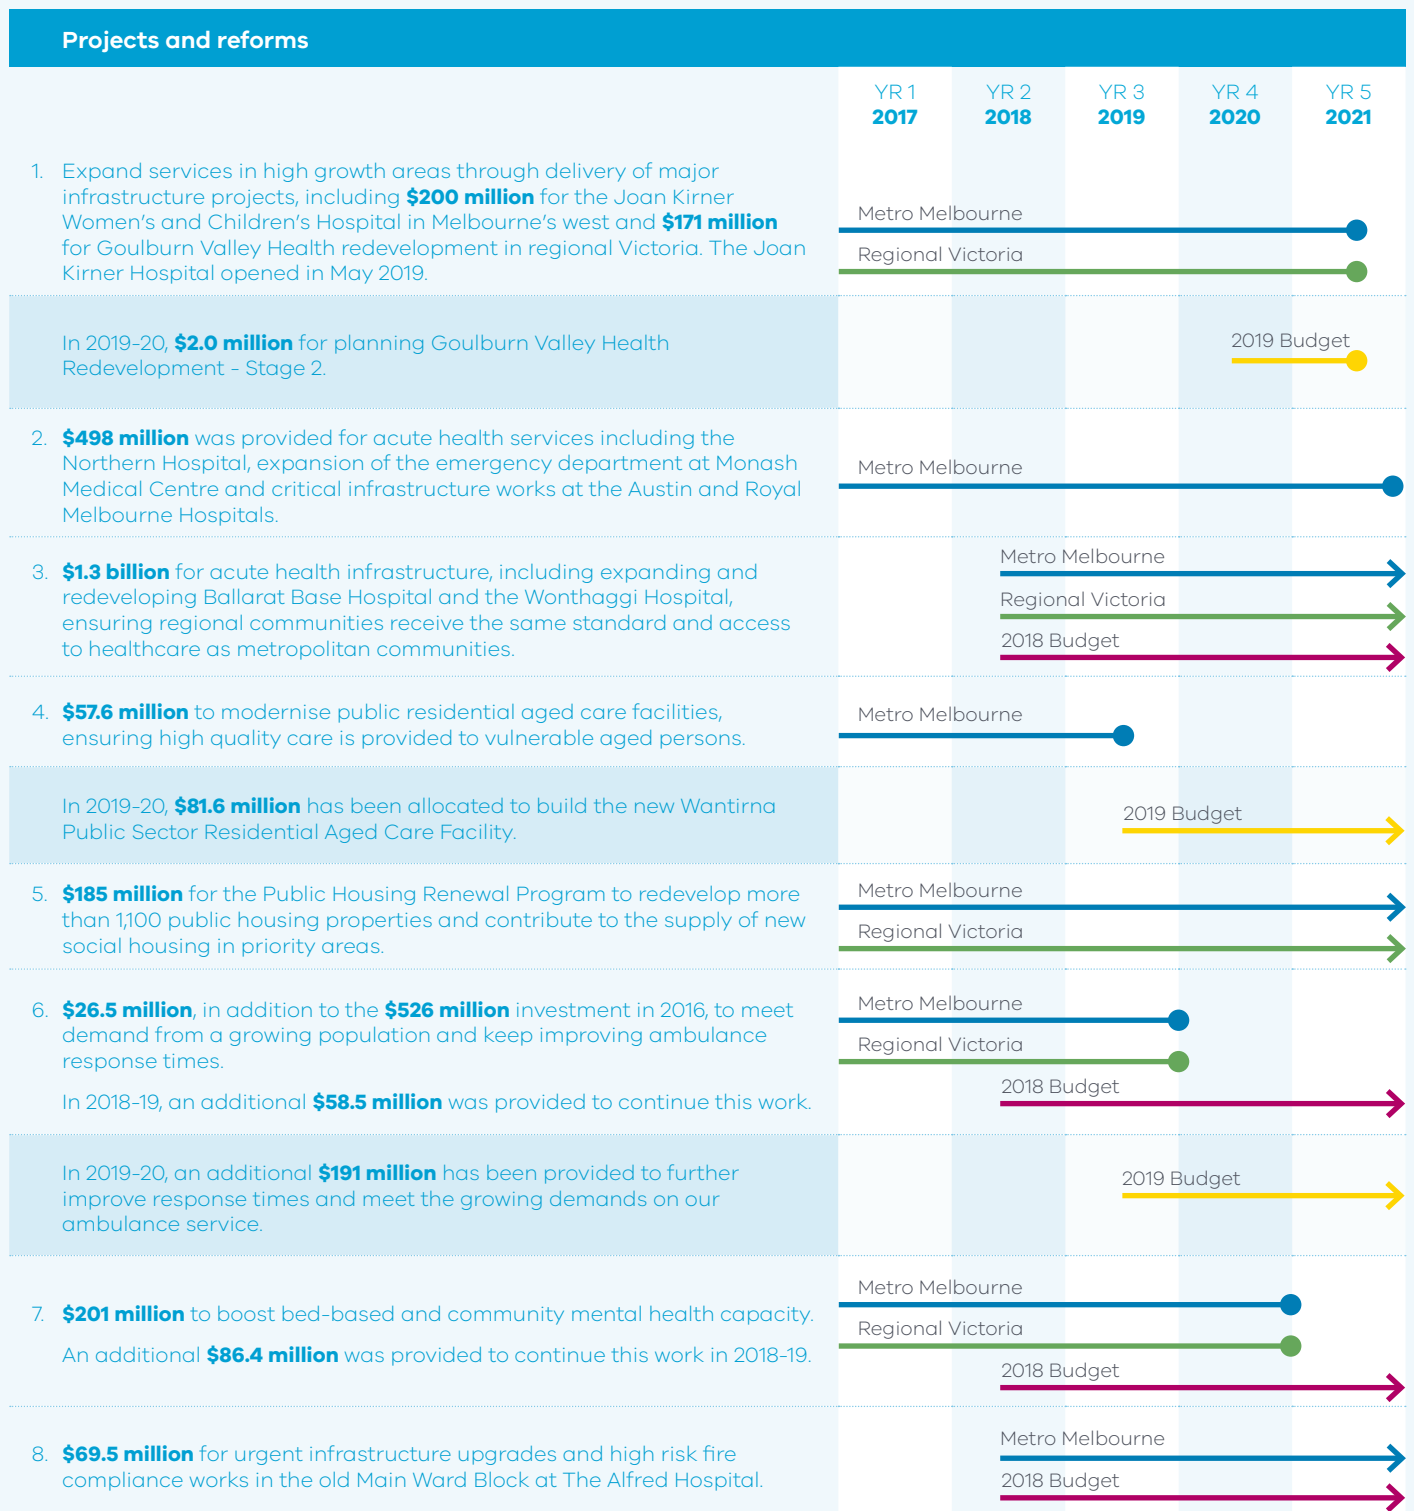 Projects and reforms
YR 1 YR 2 YR 3 YR 4 YR 5
2017 2018 2019 2020 2021
1. Expand services in high growth areas through delivery of major
infrastructure projects, including $200 million for the Joan Kirner
Women's and Children's Hospital in Melbourne's west and $171 million
for Goulburn Valley Health redevelopment in regional Victoria. The Joan
Kirner Hospital opened in May 2019.
Metro Melbourne
Regional Victoria
In 2019-20, $2.0 million for planning Goulburn Valley Health
Redevelopment - Stage 2.
2019 Budget
2. $498 million was provided for acute health services including the
Northern Hospital, expansion of the emergency department at Monash
Medical Centre and critical infrastructure works at the Austin and Royal
Melbourne Hospitals.
Metro Melbourne
3. $1.3 billion for acute health infrastructure, including expanding and
redeveloping Ballarat Base Hospital and the Wonthaggi Hospital,
ensuring regional communities receive the same standard and access
to healthcare as metropolitan communities.
Metro Melbourne
Regional Victoria
2018 Budget
4. $57.6 million to modernise public residential aged care facilities,
ensuring high quality care is provided to vulnerable aged persons.
Metro Melbourne
In 2019-20, $81.6 million has been allocated to build the new Wantirna
Public Sector Residential Aged Care Facility.
2019 Budget
5. $185 million for the Public Housing Renewal Program to redevelop more
than 1,100 public housing properties and contribute to the supply of new
social housing in priority areas.
Metro Melbourne
Regional Victoria
6. $26.5 million, in addition to the $526 million investment in 2016, to meet
demand from a growing population and keep improving ambulance
response times.
In 2018-19, an additional $58.5 million was provided to continue this work.
Metro Melbourne
Regional Victoria
2018 Budget
In 2019-20, an additional $191 million has been provided to further
improve response times and meet the growing demands on our
ambulance service.
2019 Budget
7. $201 million to boost bed-based and community mental health capacity.
An additional $86.4 million was provided to continue this work in 2018-19.
Metro Melbourne
Regional Victoria
2018 Budget
8. $69.5 million for urgent infrastructure upgrades and high risk fire
compliance works in the old Main Ward Block at The Alfred Hospital.
Metro Melbourne
2018 Budget